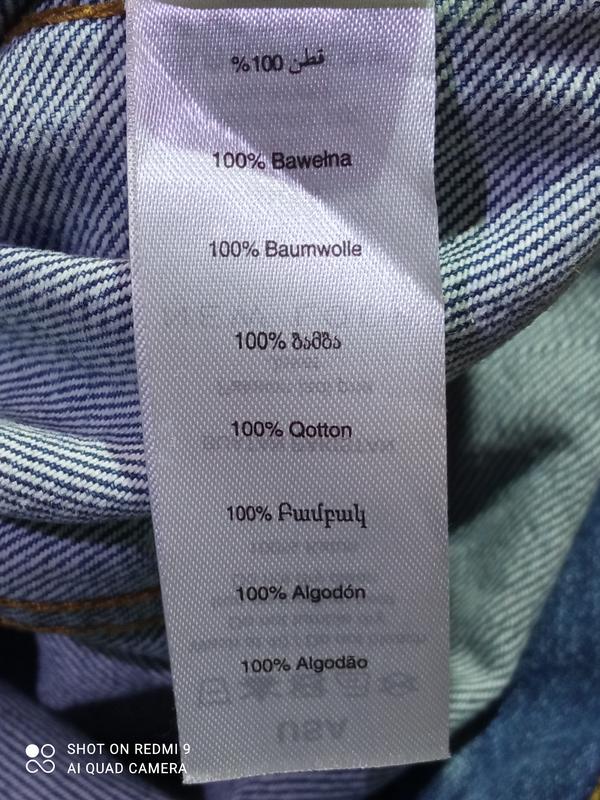 %100 قطن
100% Bawełna
100% Baumwolle
100% ბამბა
100% Qotton
100% Բամբակ
100% Algodón
100% Algodão
SHOT ON REDMI 9
AI QUAD CAMERA